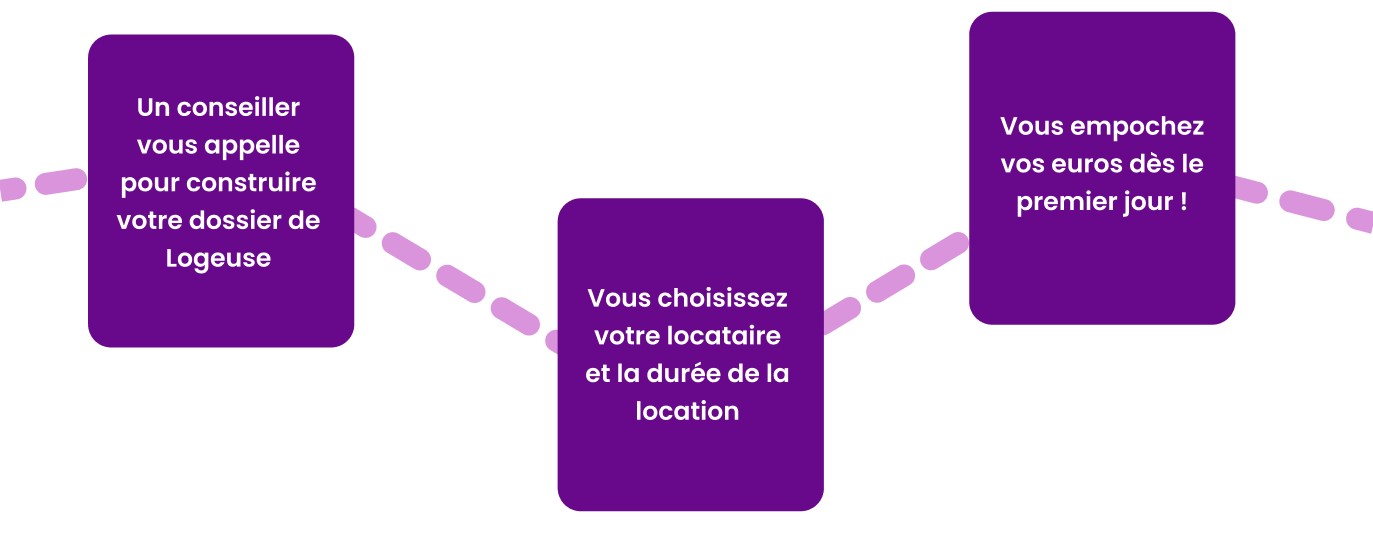 Un conseiller
vous appelle
pour construire
votre dossier de
Logeuse
Vous choisissez
votre locataire
et la durée de la
location
Vous empochez
vos euros dès le
premier jour !